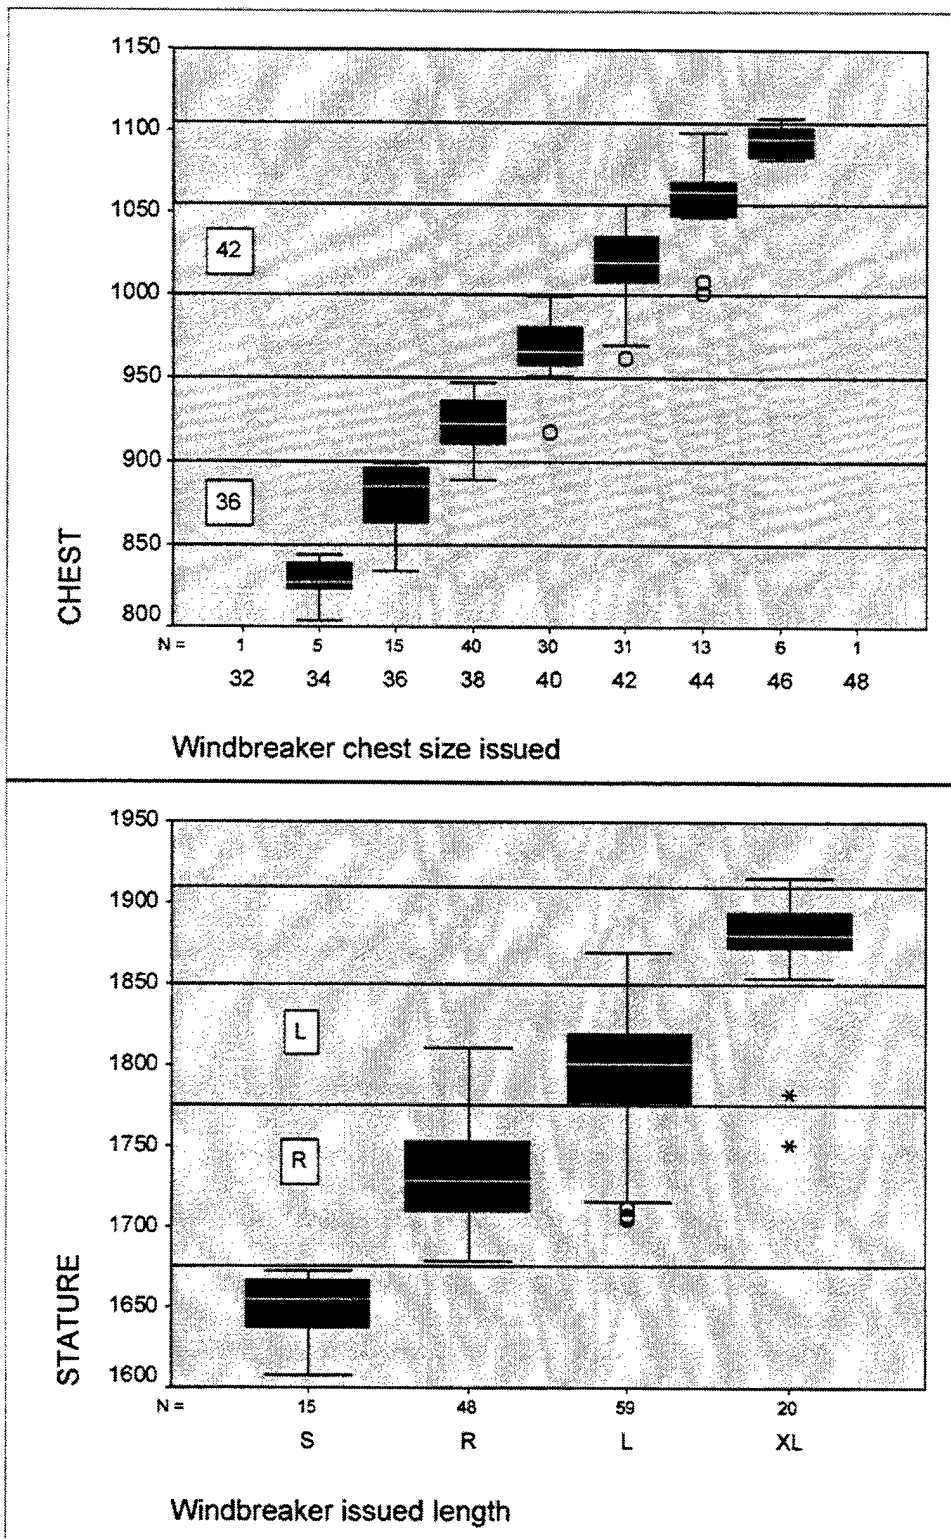 1150
1100
1050
42
1000
950
900
36
850
800
CHEST
N = 1 5 15 40 30 31 13 6 1
32 34 36 38 40 42 44 46 48
Windbreaker chest size issued
1950
1900
1850
L
1800
1750
R
1700
1650
1600
STATURE
N = 15 48 59 20
S R L XL
Windbreaker issued length